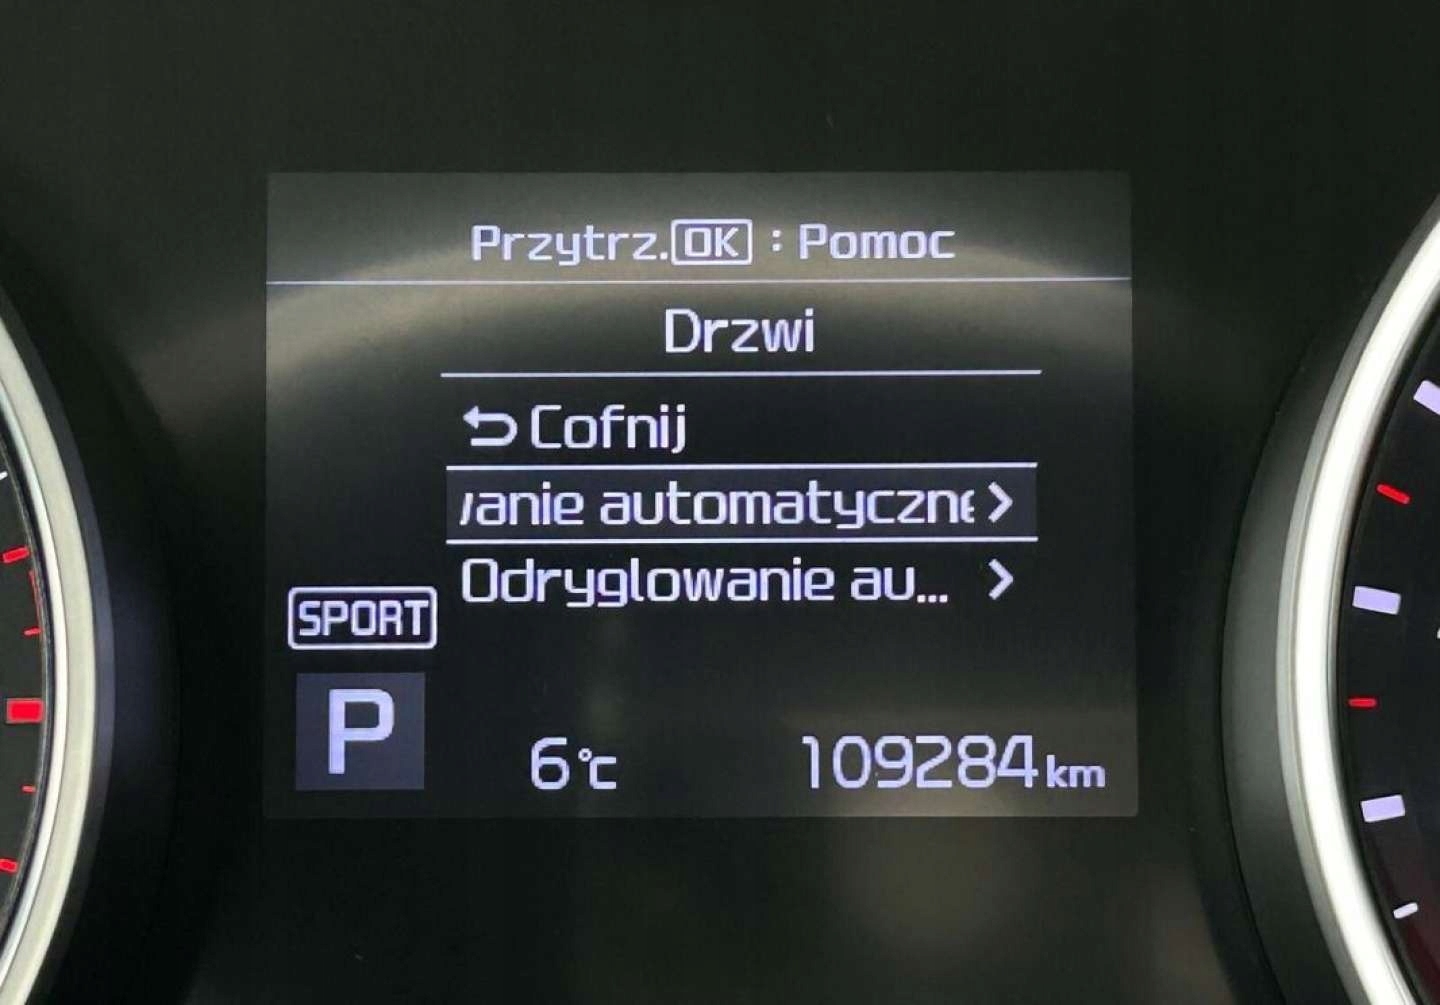 Przytrz.OK : Pomoc
Drzwi
Cofnij
anie automatyczne
Odryglowanie au...
SPORT
P
6°C 109284 km